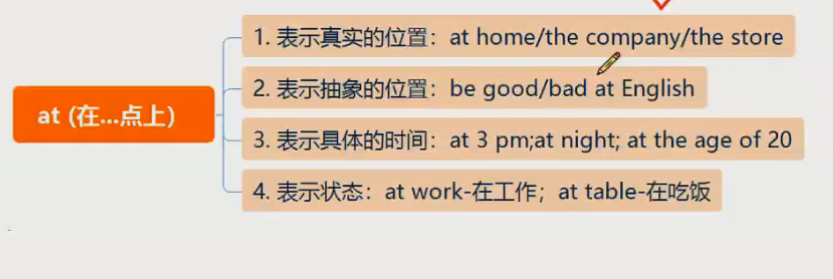 at (在...点上)
1. 表示真实的位置：at home/the company/the store
2. 表示抽象的位置：be good/bad at English
3. 表示具体的时间：at 3 pm;at night; at the age of 20
4. 表示状态：at work-在工作；at table-在吃饭